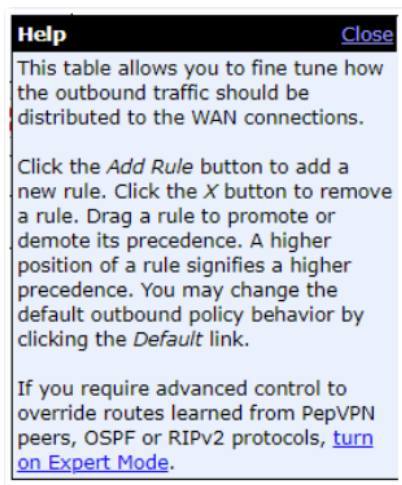 Help Close
This table allows you to fine tune how
the outbound traffic should be
distributed to the WAN connections.
Click the Add Rule button to add a
new rule. Click the X button to remove
a rule. Drag a rule to promote or
demote its precedence. A higher
position of a rule signifies a higher
precedence. You may change the
default outbound policy behavior by
clicking the Default link.
If you require advanced control to
override routes learned from PepVPN
peers, OSPF or RIPv2 protocols, turn
on Expert Mode.